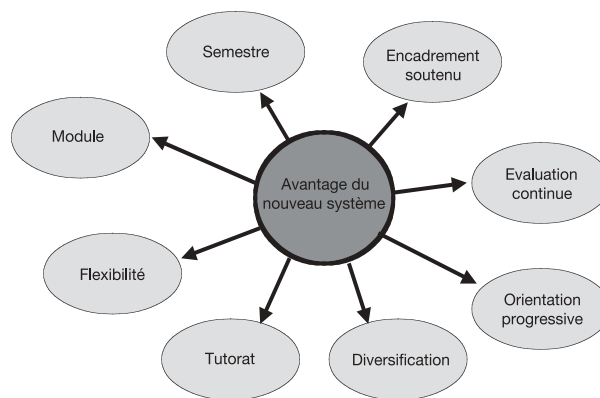 Semestre
Encadrement
soutenu
Module
Avantage du
nouveau système
Evaluation
continue
Flexibilité
Orientation
progressive
Tutorat
Diversification